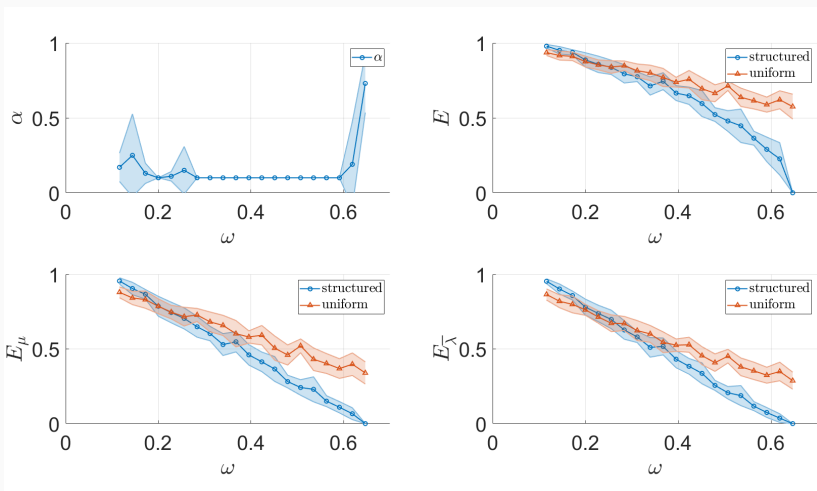 1
0.5
0
α
α
0 0.2 0.4 0.6
ω
1
0.5
0
E
structured
uniform
0 0.2 0.4 0.6
ω
1
0.5
0
E_μ
structured
uniform
0 0.2 0.4 0.6
ω
1
0.5
0
E_λ̅
structured
uniform
0 0.2 0.4 0.6
ω